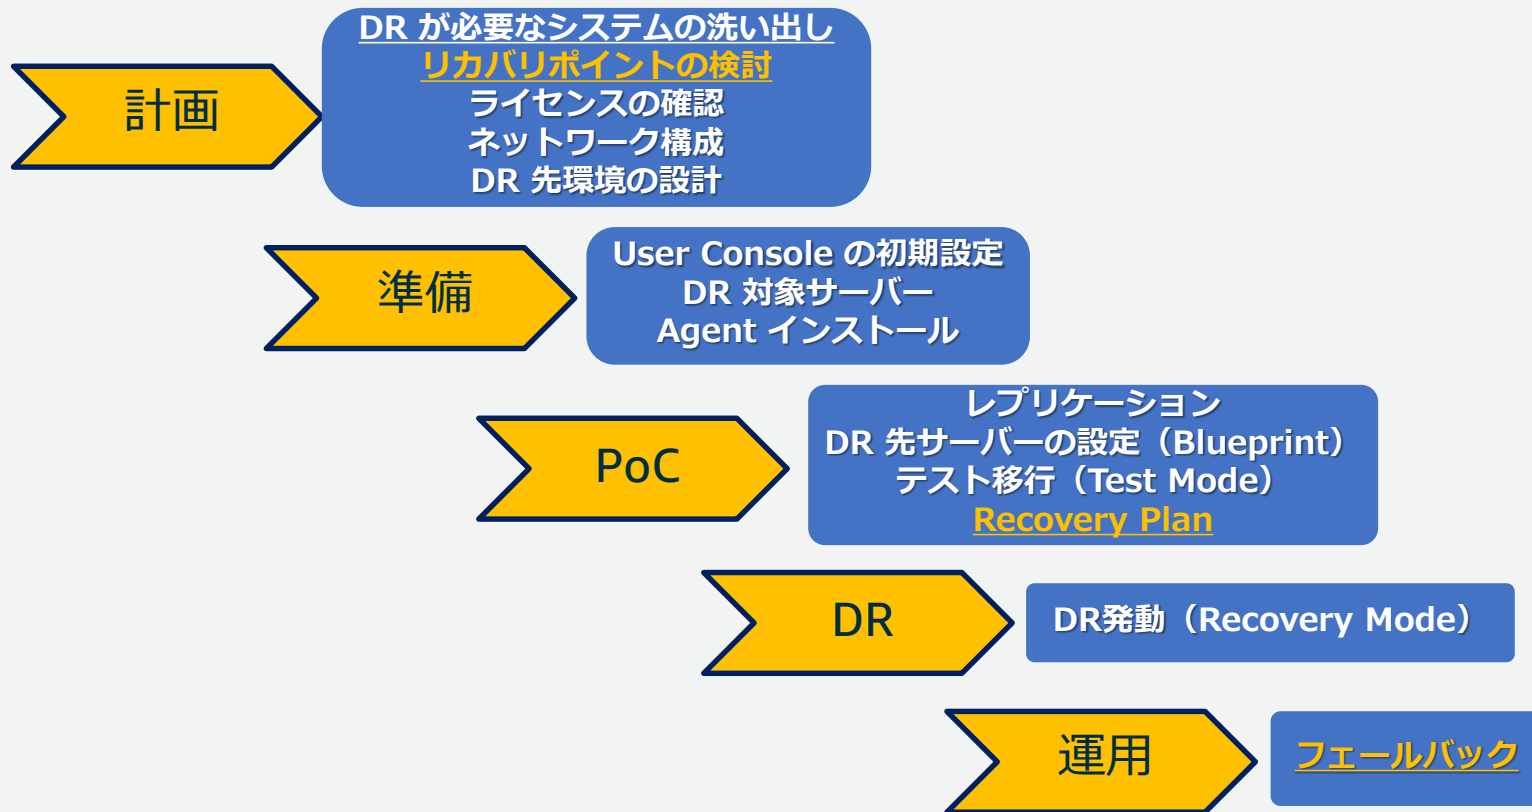 計画
DR が必要なシステムの洗い出し
リカバリポイントの検討
ライセンスの確認
ネットワーク構成
DR 先環境の設計
準備
User Console の初期設定
DR 対象サーバー
Agent インストール
PoC
レプリケーション
DR 先サーバーの設定（Blueprint）
テスト移行（Test Mode）
Recovery Plan
DR
DR発動（Recovery Mode）
運用
フェールバック